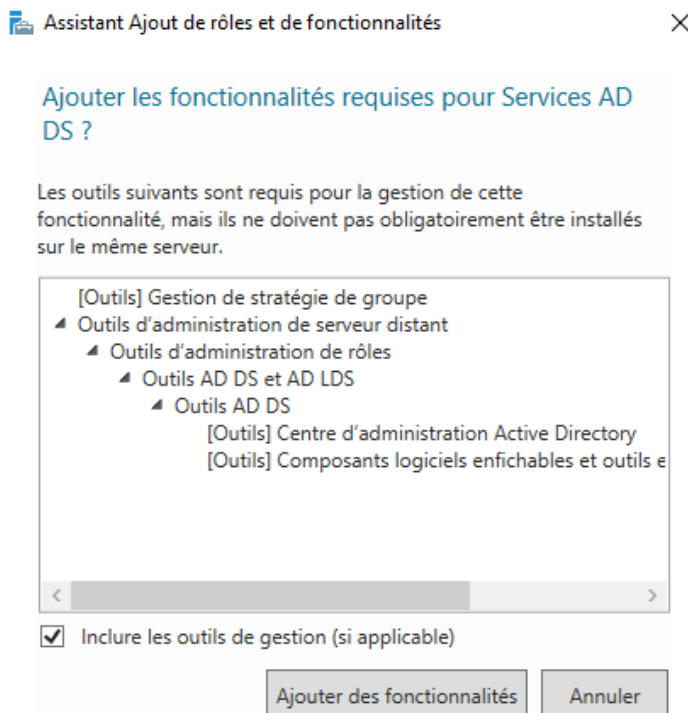 Assistant Ajout de rôles et de fonctionnalités
Ajouter les fonctionnalités requises pour Services AD
DS ?
Les outils suivants sont requis pour la gestion de cette
fonctionnalité, mais ils ne doivent pas obligatoirement être installés
sur le même serveur.
[Outils] Gestion de stratégie de groupe
Outils d’administration de serveur distant
Outils d’administration de rôles
Outils AD DS et AD LDS
Outils AD DS
[Outils] Centre d’administration Active Directory
[Outils] Composants logiciels enfichables et outils e
Inclure les outils de gestion (si applicable)
Ajouter des fonctionnalités Annuler